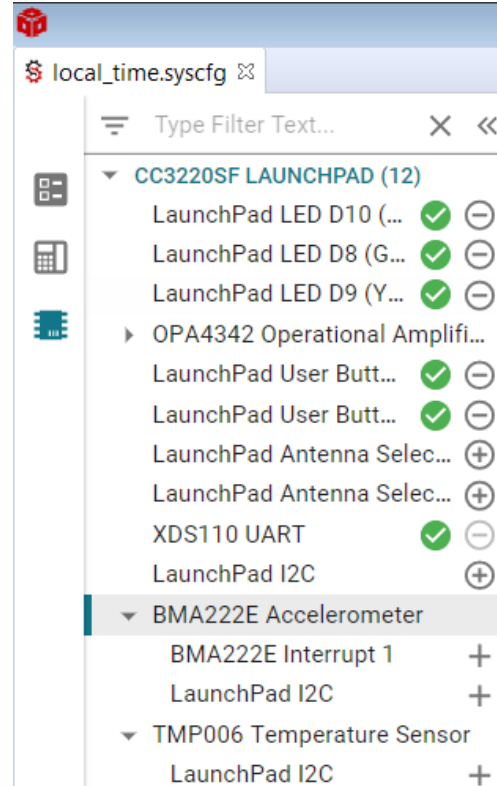 local_time.syscfg
Type Filter Text...
CC3220SF LAUNCHPAD (12)
LaunchPad LED D10 (...
LaunchPad LED D8 (G...
LaunchPad LED D9 (Y...
OPA4342 Operational Amplifi...
LaunchPad User Butt...
LaunchPad User Butt...
LaunchPad Antenna Selec...
LaunchPad Antenna Selec...
XDS110 UART
LaunchPad I2C
BMA222E Accelerometer
BMA222E Interrupt 1
LaunchPad I2C
TMP006 Temperature Sensor
LaunchPad I2C